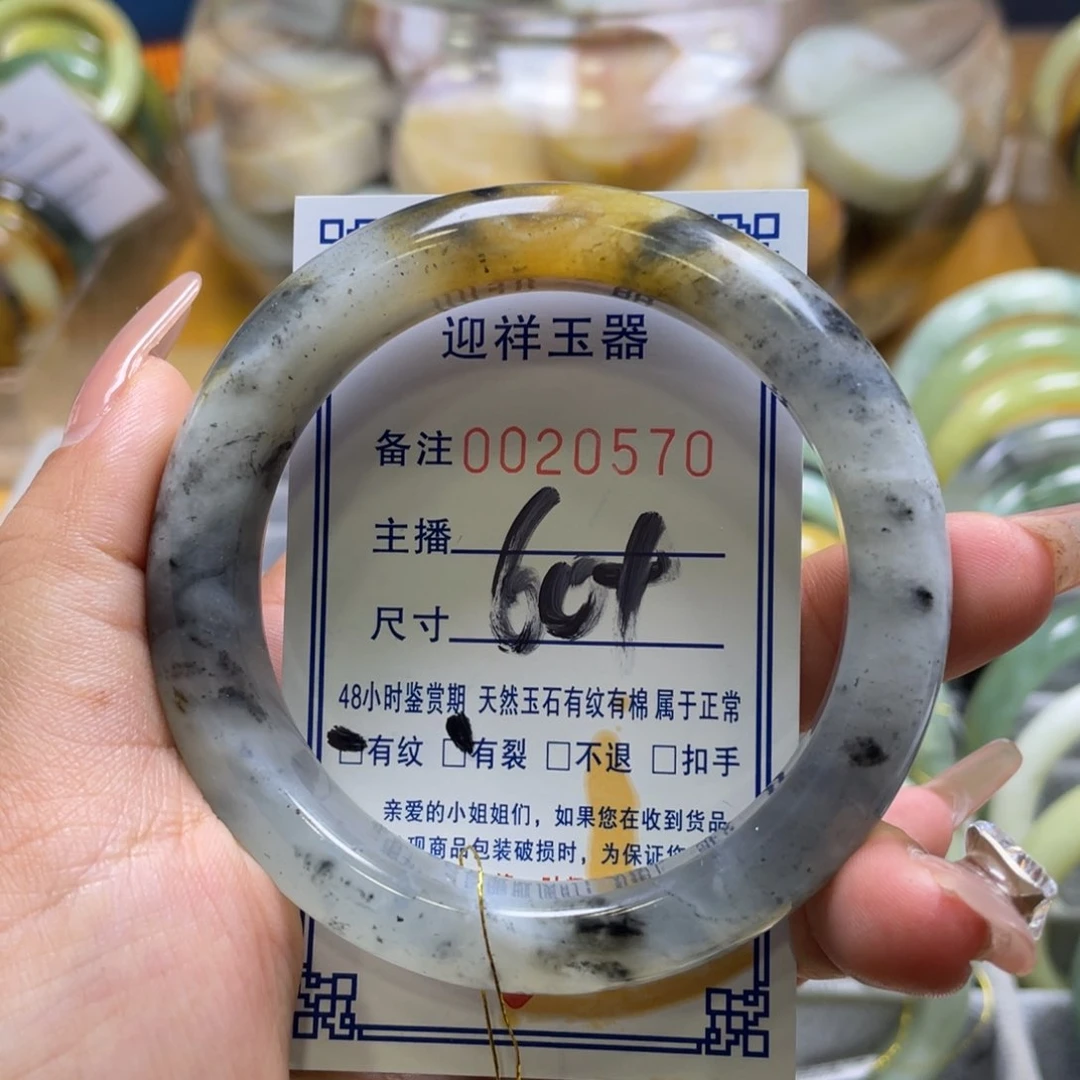 迎祥玉器
备注0020570
主播
尺寸 60+
48小时鉴赏期 天然玉石有纹有棉属于正常
□有纹 □有裂 □不退 □扣手
亲爱的小姐姐们，如果您在收到货品
现商品包装破损时，为保证您